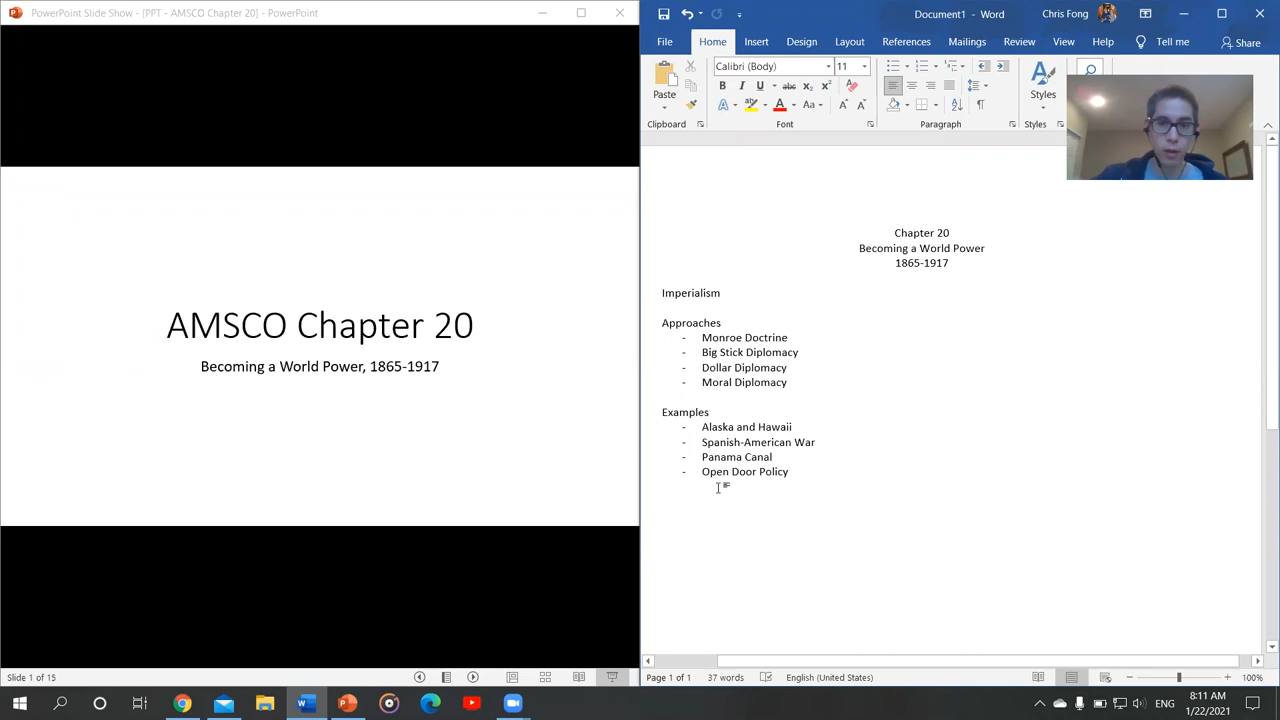 PowerPoint Slide Show - [PPT - AMSCO Chapter 20] - PowerPoint
AMSCO Chapter 20
Becoming a World Power, 1865-1917
Slide 1 of 15
Document1 - Word
Chris Fong
File
Home
Insert
Design
Layout
References
Mailings
Review
View
Help
Tell me
Share
Paste
Calibri (Body)
11
Styles
Clipboard
Font
Paragraph
Styles
Chapter 20
Becoming a World Power
1865-1917
Imperialism
Approaches
- Monroe Doctrine
- Big Stick Diplomacy
- Dollar Diplomacy
- Moral Diplomacy
Examples
- Alaska and Hawaii
- Spanish-American War
- Panama Canal
- Open Door Policy
Page 1 of 1
37 words
English (United States)
100%
ENG
8:11 AM
1/22/2021